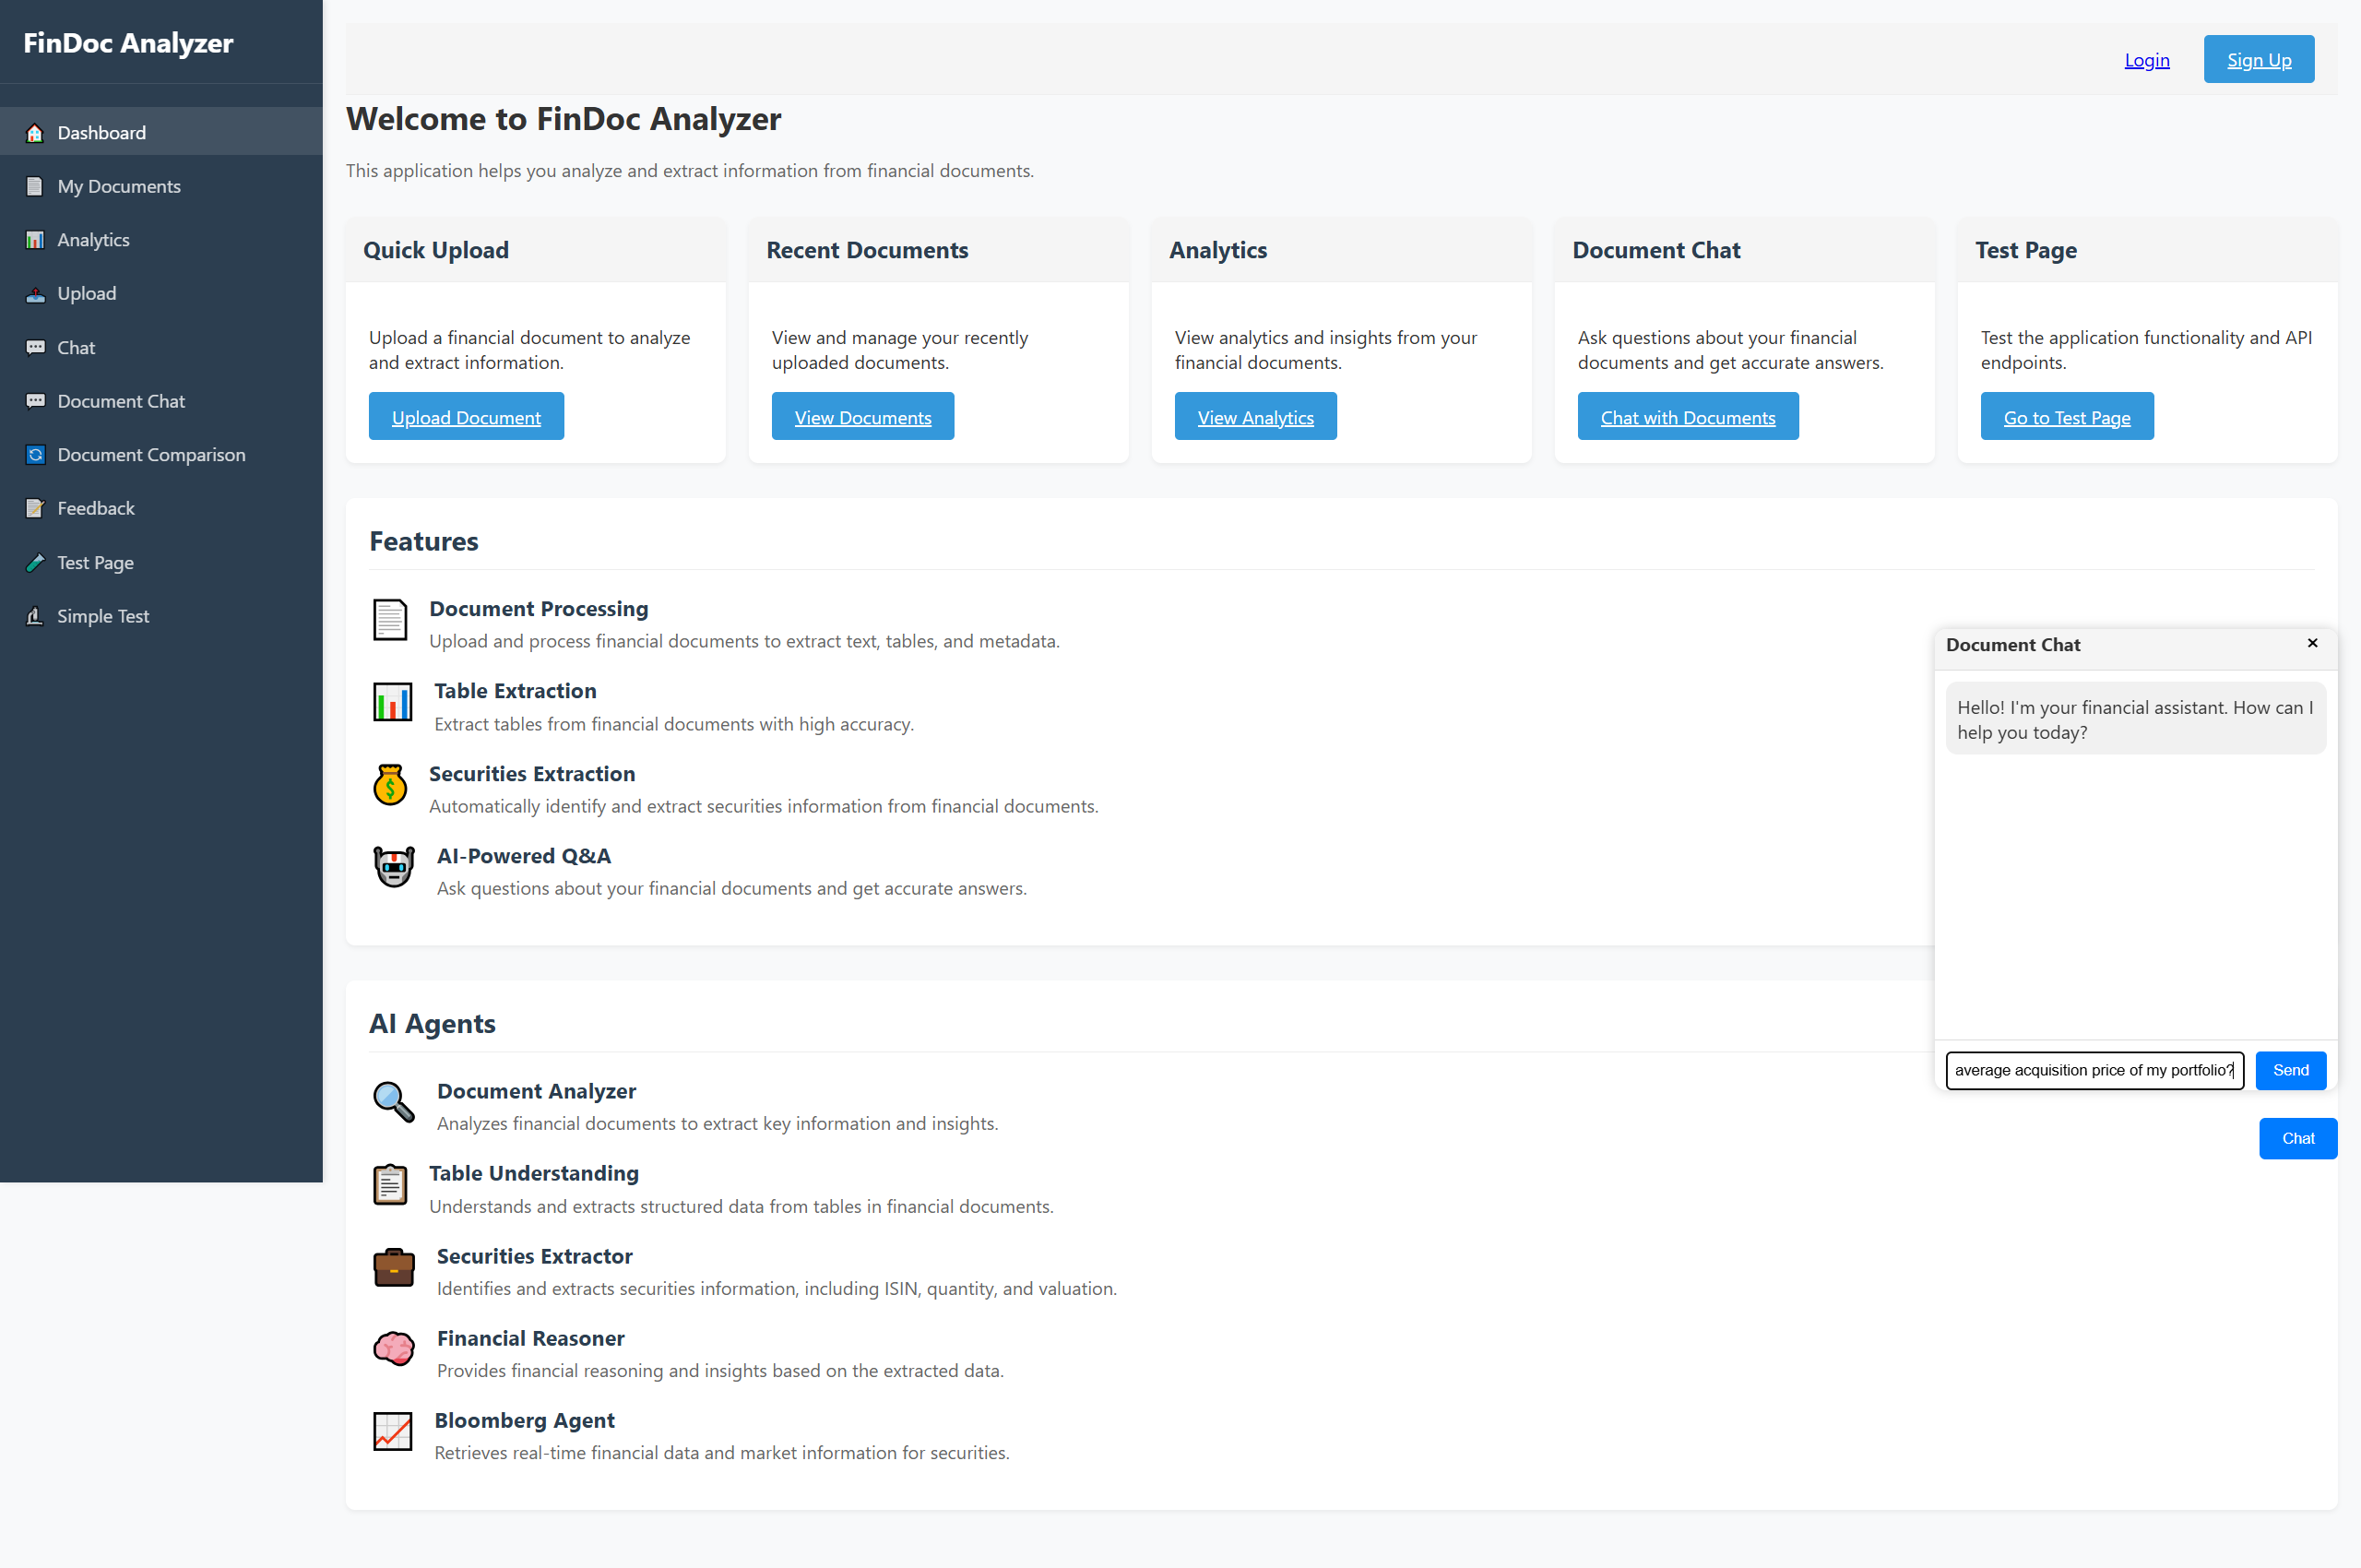 FinDoc Analyzer
Dashboard
My Documents
Analytics
Upload
Chat
Document Chat
Document Comparison
Feedback
Test Page
Simple Test
Login
Sign Up
Welcome to FinDoc Analyzer
This application helps you analyze and extract information from financial documents.
Quick Upload
Upload a financial document to analyze
and extract information.
Upload Document
Recent Documents
View and manage your recently
uploaded documents.
View Documents
Analytics
View analytics and insights from your
financial documents.
View Analytics
Document Chat
Ask questions about your financial
documents and get accurate answers.
Chat with Documents
Test Page
Test the application functionality and API
endpoints.
Go to Test Page
Features
Document Processing
Upload and process financial documents to extract text, tables, and metadata.
Table Extraction
Extract tables from financial documents with high accuracy.
Securities Extraction
Automatically identify and extract securities information from financial documents.
AI-Powered Q&A
Ask questions about your financial documents and get accurate answers.
AI Agents
Document Analyzer
Analyzes financial documents to extract key information and insights.
Table Understanding
Understands and extracts structured data from tables in financial documents.
Securities Extractor
Identifies and extracts securities information, including ISIN, quantity, and valuation.
Financial Reasoner
Provides financial reasoning and insights based on the extracted data.
Bloomberg Agent
Retrieves real-time financial data and market information for securities.
Document Chat
×
Hello! I'm your financial assistant. How can I
help you today?
average acquisition price of my portfolio?
Send
Chat